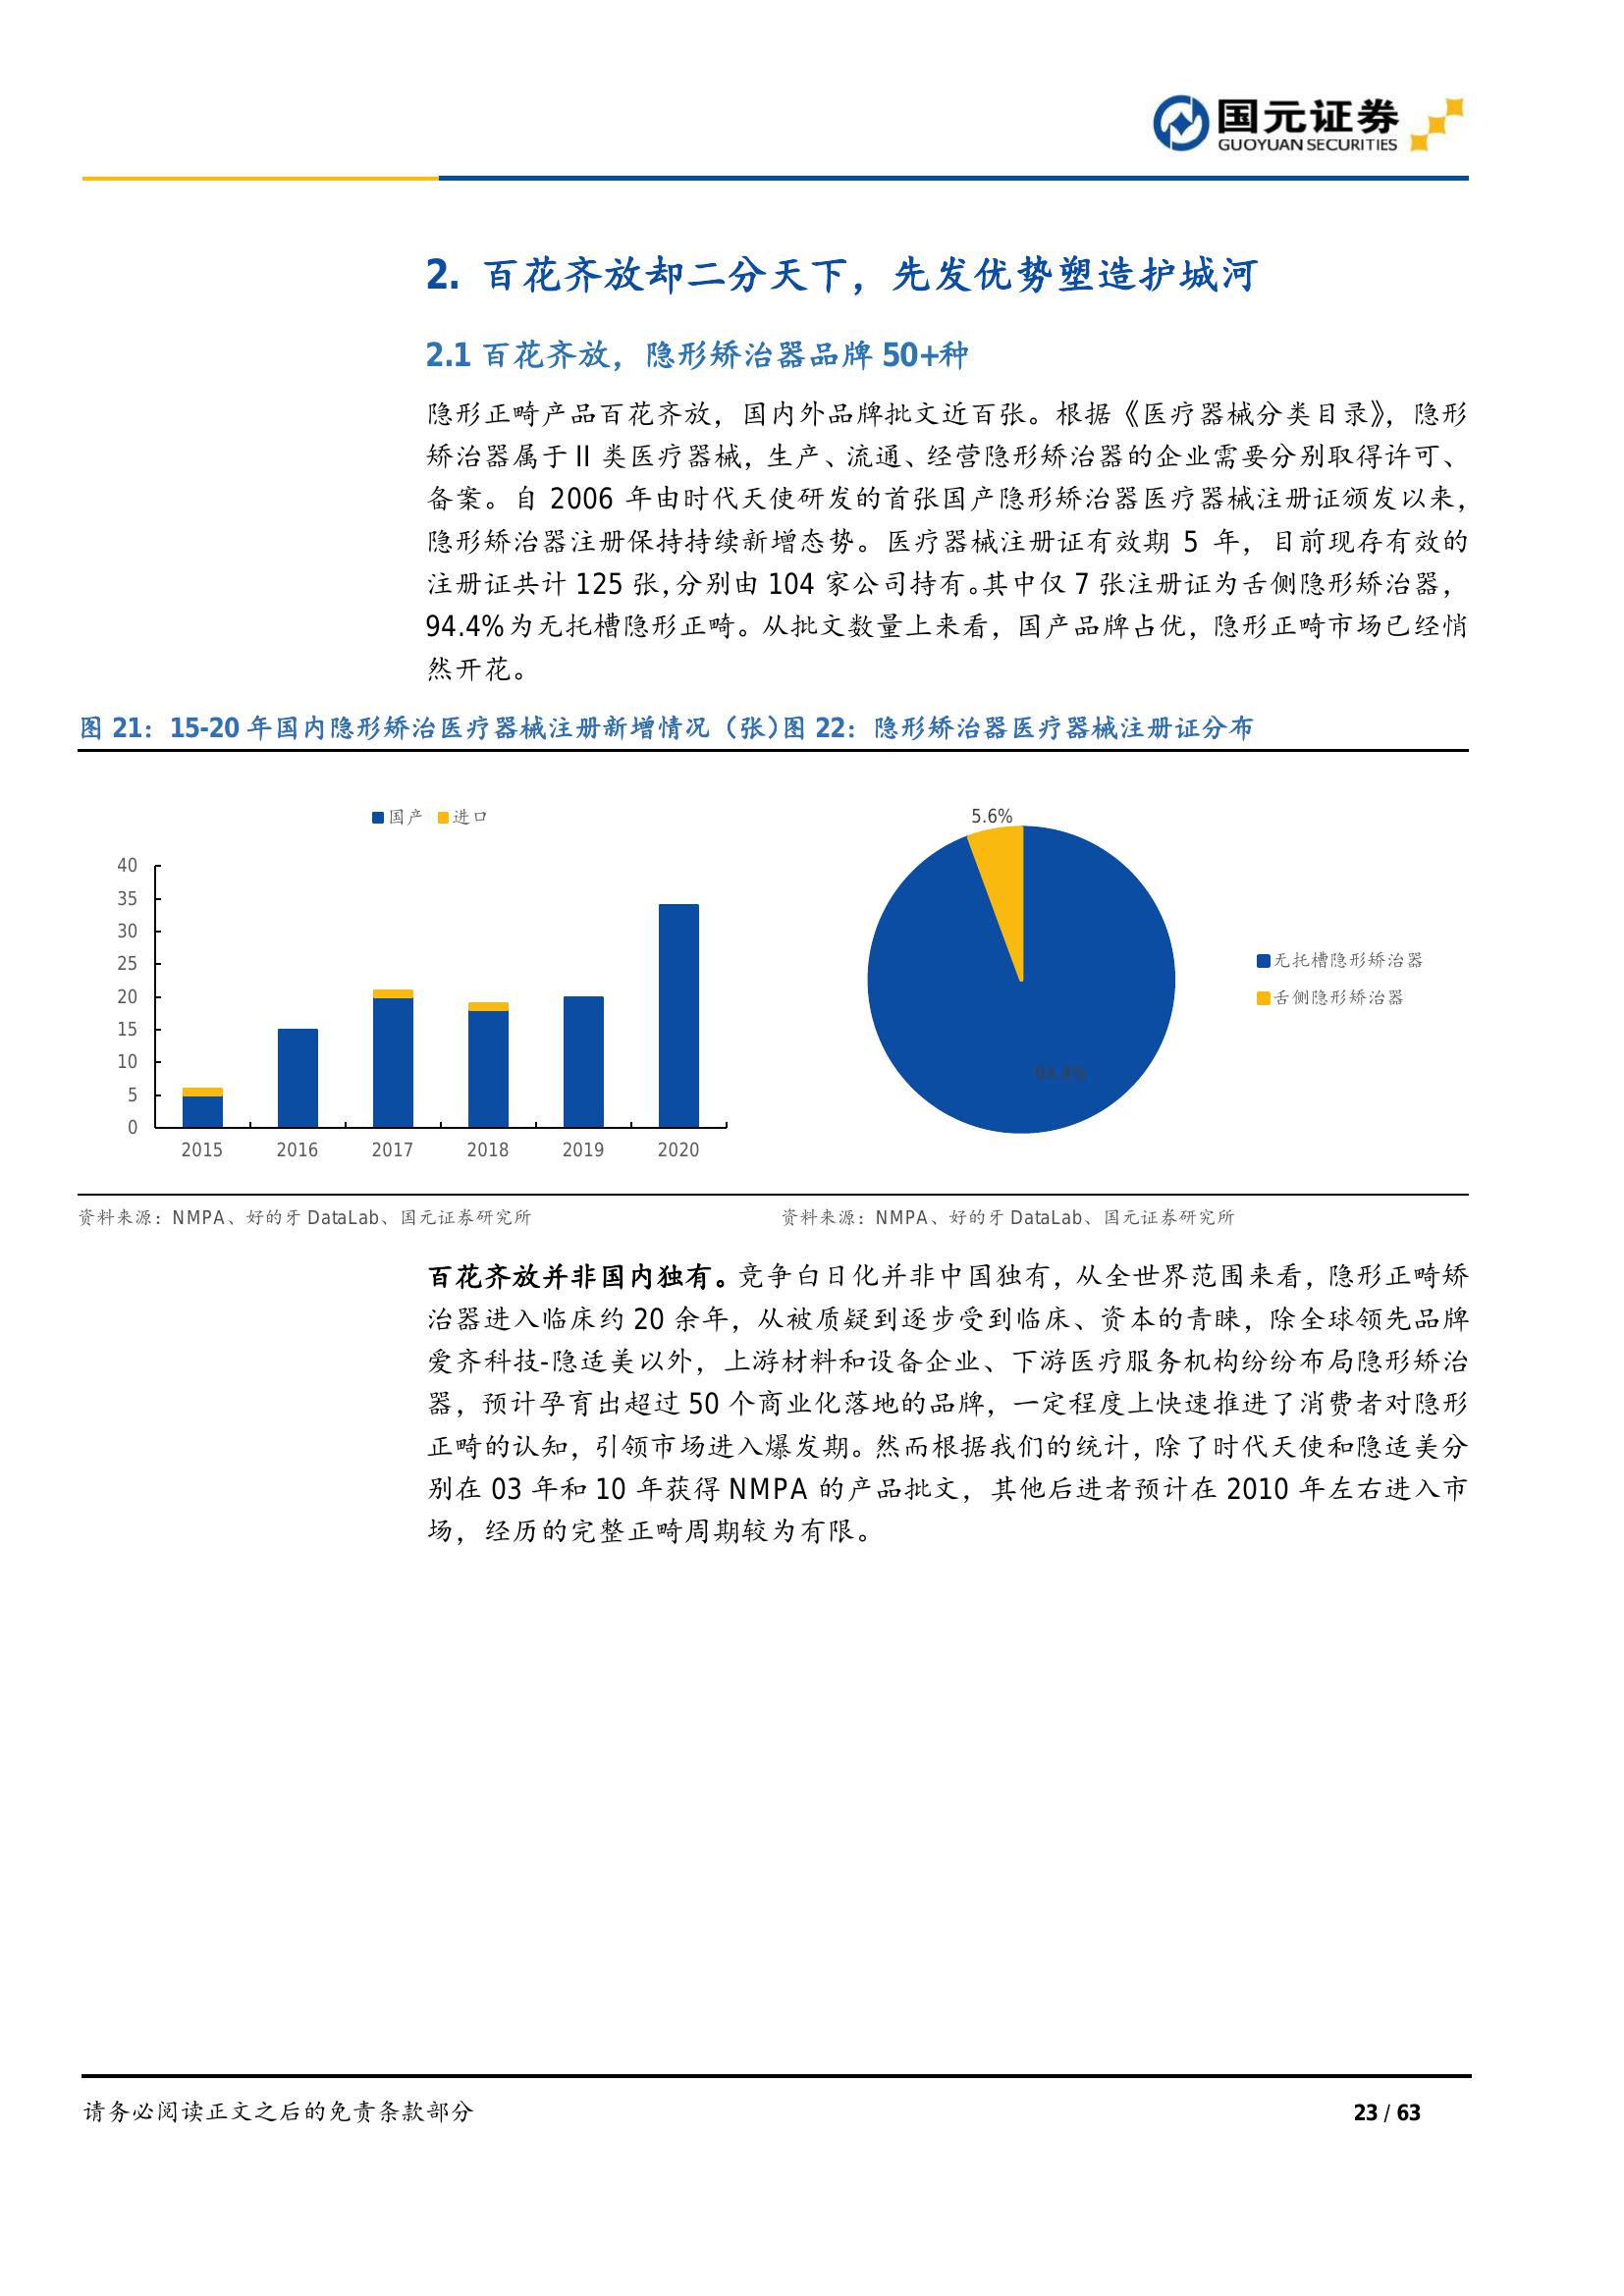 国元证券
GUOYUAN SECURITIES
2. 百花齐放却二分天下，先发优势塑造护城河
2.1 百花齐放，隐形矫治器品牌 50+种
隐形正畸产品百花齐放，国内外品牌批文近百张。根据《医疗器械分类目录》，隐形
矫治器属于 II 类医疗器械，生产、流通、经营隐形矫治器的企业需要分别取得许可、
备案。自 2006 年由时代天使研发的首张国产隐形矫治器医疗器械注册证颁发以来，
隐形矫治器注册保持持续新增态势。医疗器械注册证有效期 5 年，目前现存有效的
注册证共计 125 张，分别由 104 家公司持有。其中仅 7 张注册证为舌侧隐形矫治器，
94.4%为无托槽隐形正畸。从批文数量上来看，国产品牌占优，隐形正畸市场已经悄
然开花。
图 21：15-20 年国内隐形矫治医疗器械注册新增情况（张）
国产 进口
40
35
30
25
20
15
10
5
0
2015 2016 2017 2018 2019 2020
资料来源：NMPA、好的牙 DataLab、国元证券研究所
图 22：隐形矫治器医疗器械注册证分布
5.6%
94.4%
无托槽隐形矫治器
舌侧隐形矫治器
资料来源：NMPA、好的牙 DataLab、国元证券研究所
百花齐放并非国内独有。竞争白日化并非中国独有，从全世界范围来看，隐形正畸矫
治器进入临床约 20 余年，从被质疑到逐步受到临床、资本的青睐，除全球领先品牌
爱齐科技-隐适美以外，上游材料和设备企业、下游医疗服务机构纷纷布局隐形矫治
器，预计孕育出超过 50 个商业化落地的品牌，一定程度上快速推进了消费者对隐形
正畸的认知，引领市场进入爆发期。然而根据我们的统计，除了时代天使和隐适美分
别在 03 年和 10 年获得 NMPA 的产品批文，其他后进者预计在 2010 年左右进入市
场，经历的完整正畸周期较为有限。
请务必阅读正文之后的免责条款部分
23 / 63